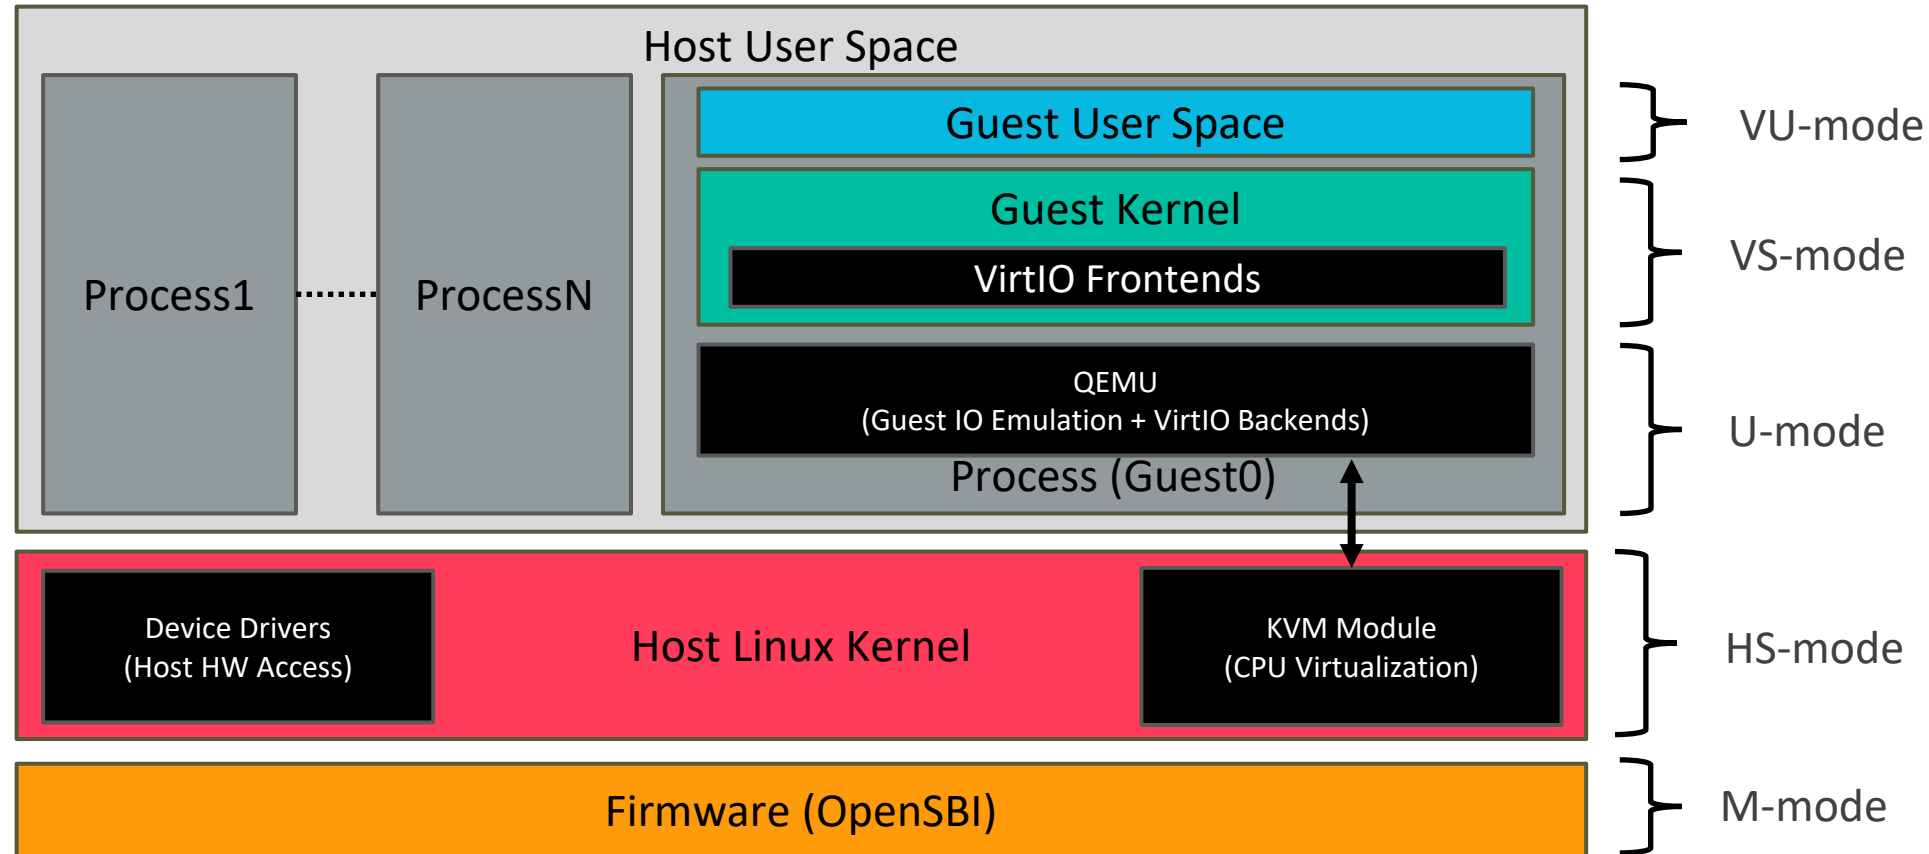 Host User Space
Process1
ProcessN
Guest User Space
Guest Kernel
VirtIO Frontends
QEMU
(Guest IO Emulation + VirtIO Backends)
Process (Guest0)
VU-mode
VS-mode
U-mode
Device Drivers
(Host HW Access)
Host Linux Kernel
KVM Module
(CPU Virtualization)
HS-mode
Firmware (OpenSBI)
M-mode